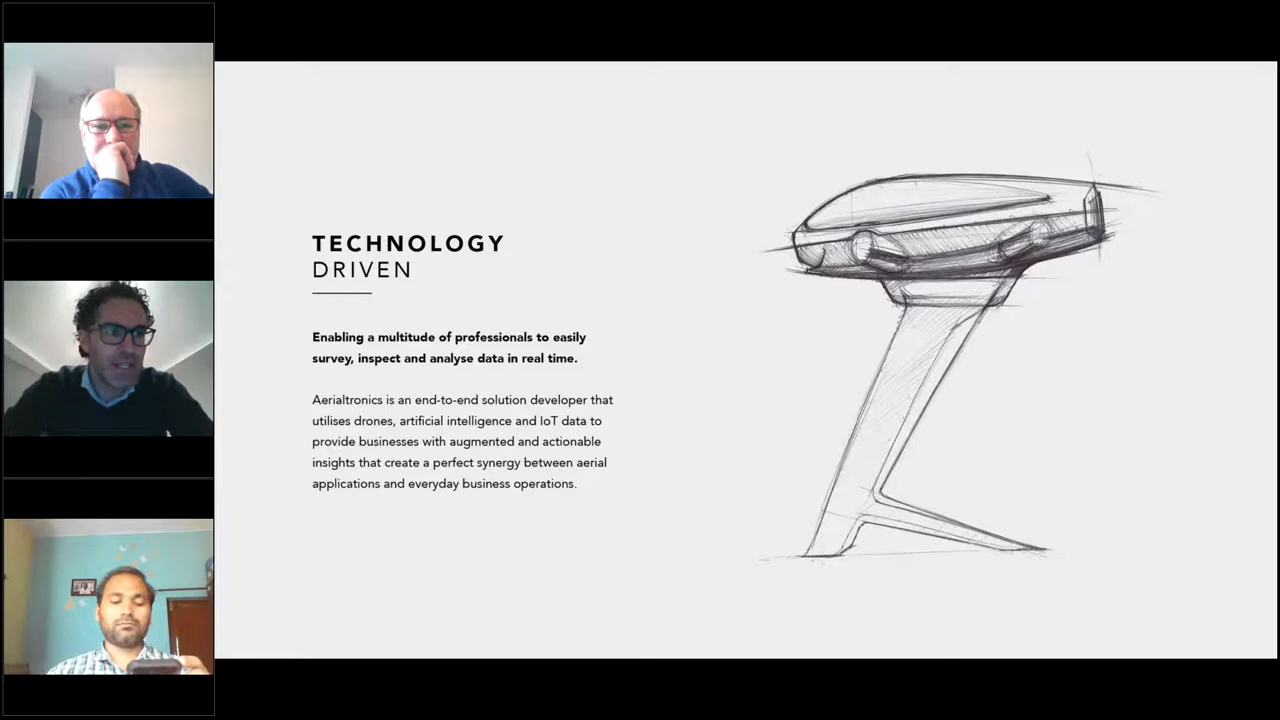 TECHNOLOGY
DRIVEN
Enabling a multitude of professionals to easily
survey, inspect and analyse data in real time.
Aerialtronics is an end-to-end solution developer that
utilises drones, artificial intelligence and IoT data to
provide businesses with augmented and actionable
insights that create a perfect synergy between aerial
applications and everyday business operations.